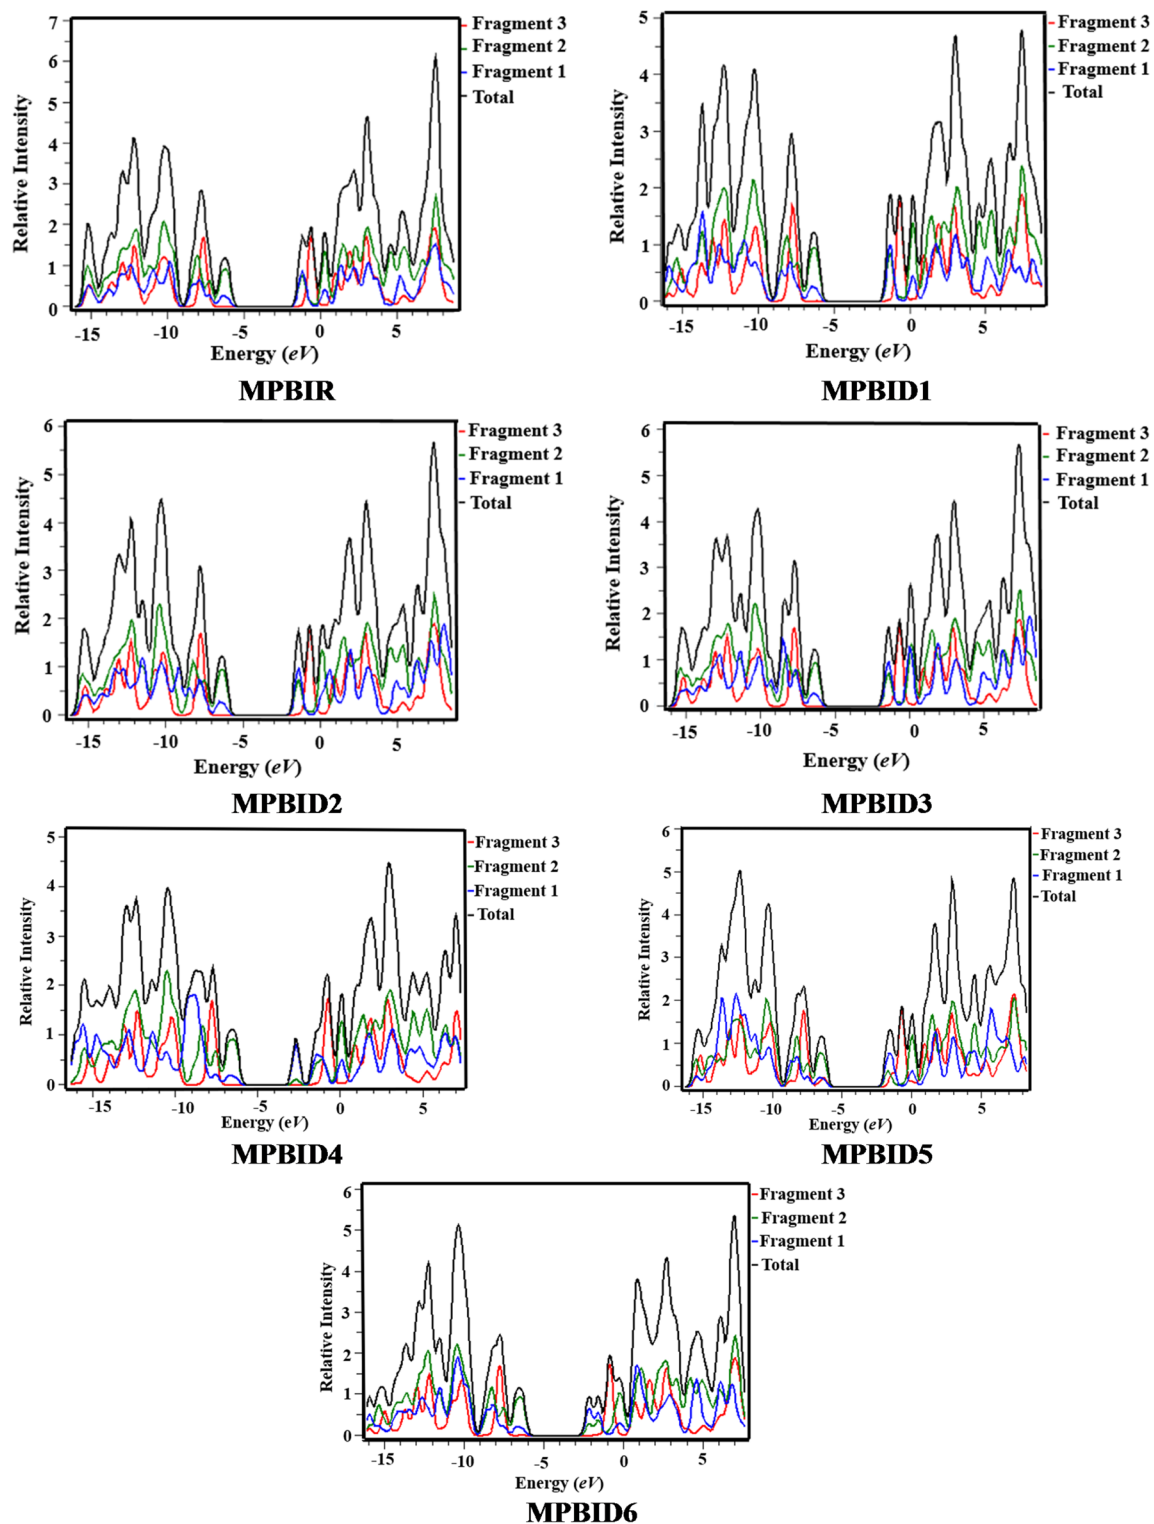 7
6
5
4
3
2
1
0
Relative Intensity
-15
-10
-5
0
5
Energy (eV)
Fragment 3
Fragment 2
Fragment 1
Total
MPBIR
5
4
3
2
1
0
Relative Intensity
-15
-10
-5
0
5
Energy (eV)
Fragment 3
Fragment 2
Fragment 1
Total
MPBID1
6
5
4
3
2
1
0
Relative Intensity
-15
-10
-5
0
5
Energy (eV)
Fragment 3
Fragment 2
Fragment 1
Total
MPBID2
6
5
4
3
2
1
0
Relative Intensity
-15
-10
-5
0
5
Energy (eV)
Fragment 3
Fragment 2
Fragment 1
Total
MPBID3
5
4
3
2
1
0
Relative Intensity
-15
-10
-5
0
5
Energy (eV)
Fragment 3
Fragment 2
Fragment 1
Total
MPBID4
6
5
4
3
2
1
0
Relative Intensity
-15
-10
-5
0
5
Energy (eV)
Fragment 3
Fragment 2
Fragment 1
Total
MPBID5
6
5
4
3
2
1
0
Relative Intensity
-15
-10
-5
0
5
Energy (eV)
Fragment 3
Fragment 2
Fragment 1
Total
MPBID6